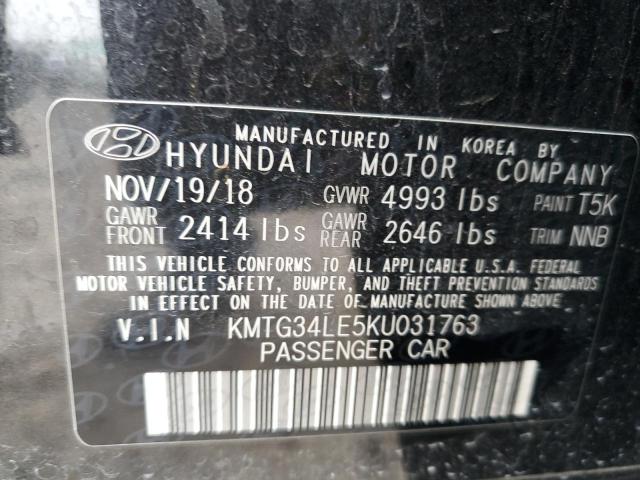 MANUFACTURED IN KOREA BY
HYUNDAI MOTOR COMPANY
NOV/19/18 GVWR 4993 lbs PAINT T5K
GAWR FRONT 2414 lbs GAWR REAR 2646 lbs TRIM NNB
THIS VEHICLE CONFORMS TO ALL APPLICABLE U.S.A. FEDERAL
MOTOR VEHICLE SAFETY, BUMPER, AND THEFT PREVENTION STANDARDS
IN EFFECT ON THE DATE OF MANUFACTURE SHOWN ABOVE.
V.I.N KMTG34LE5KU031763
PASSENGER CAR